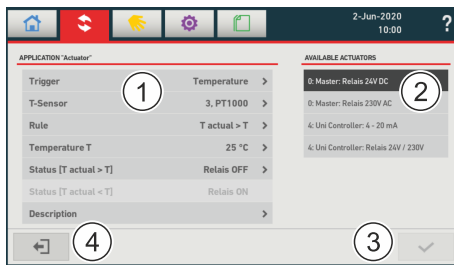 2-Jun-2020
10:00
?
APPLICATION "Actuator"
Trigger Temperature >
T-Sensor 3, PT1000 >
Rule T actual > T >
Temperature T 25 °C >
Status [T actual > T] Relais OFF >
Status [T actual < T] Relais ON
Description >
1
AVAILABLE ACTUATORS
0: Master: Relais 24V DC
0: Master: Relais 230V AC
4: Uni Controller: 4 - 20 mA
4: Uni Controller: Relais 24V / 230V
2
4
3